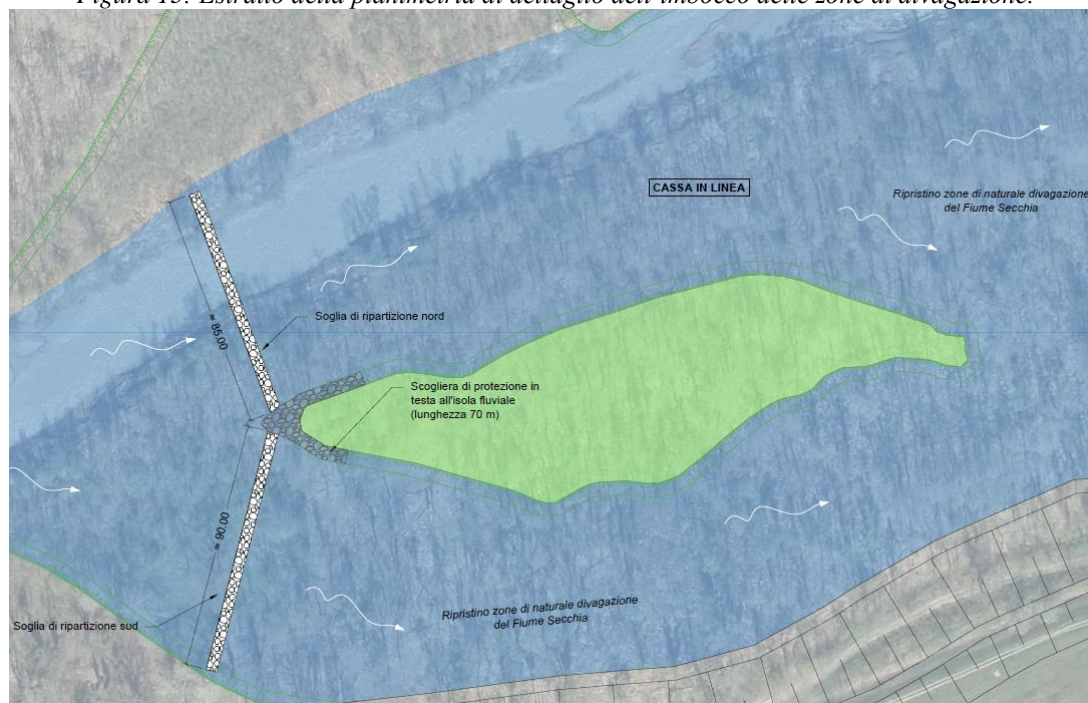 Figura 15: Estratto della planimetria di dettaglio dell'imbocco delle zone di divagazione.
CASSA IN LINEA
Ripristino zone di naturale divagazione
del Fiume Secchia
Soglia di ripartizione nord
≈ 85.00
Scogliera di protezione in
testa all'isola fluviale
(lunghezza 70 m)
≈ 90.00
Ripristino zone di naturale divagazione
del Fiume Secchia
Soglia di ripartizione sud